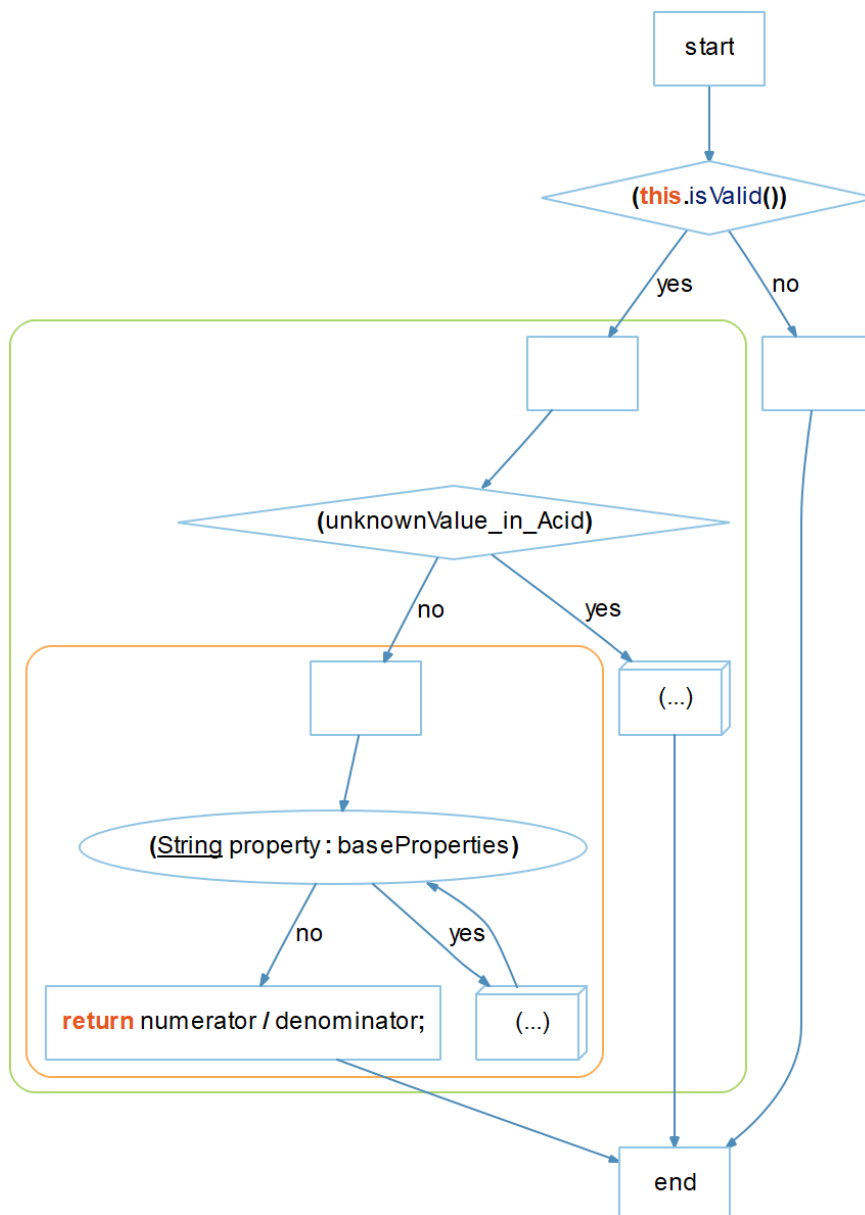 start
(this.isValid())
yes
no
(unknownValue_in_Acid)
no
yes
(...)
(String property : baseProperties)
no
yes
return numerator / denominator;
(...)
end